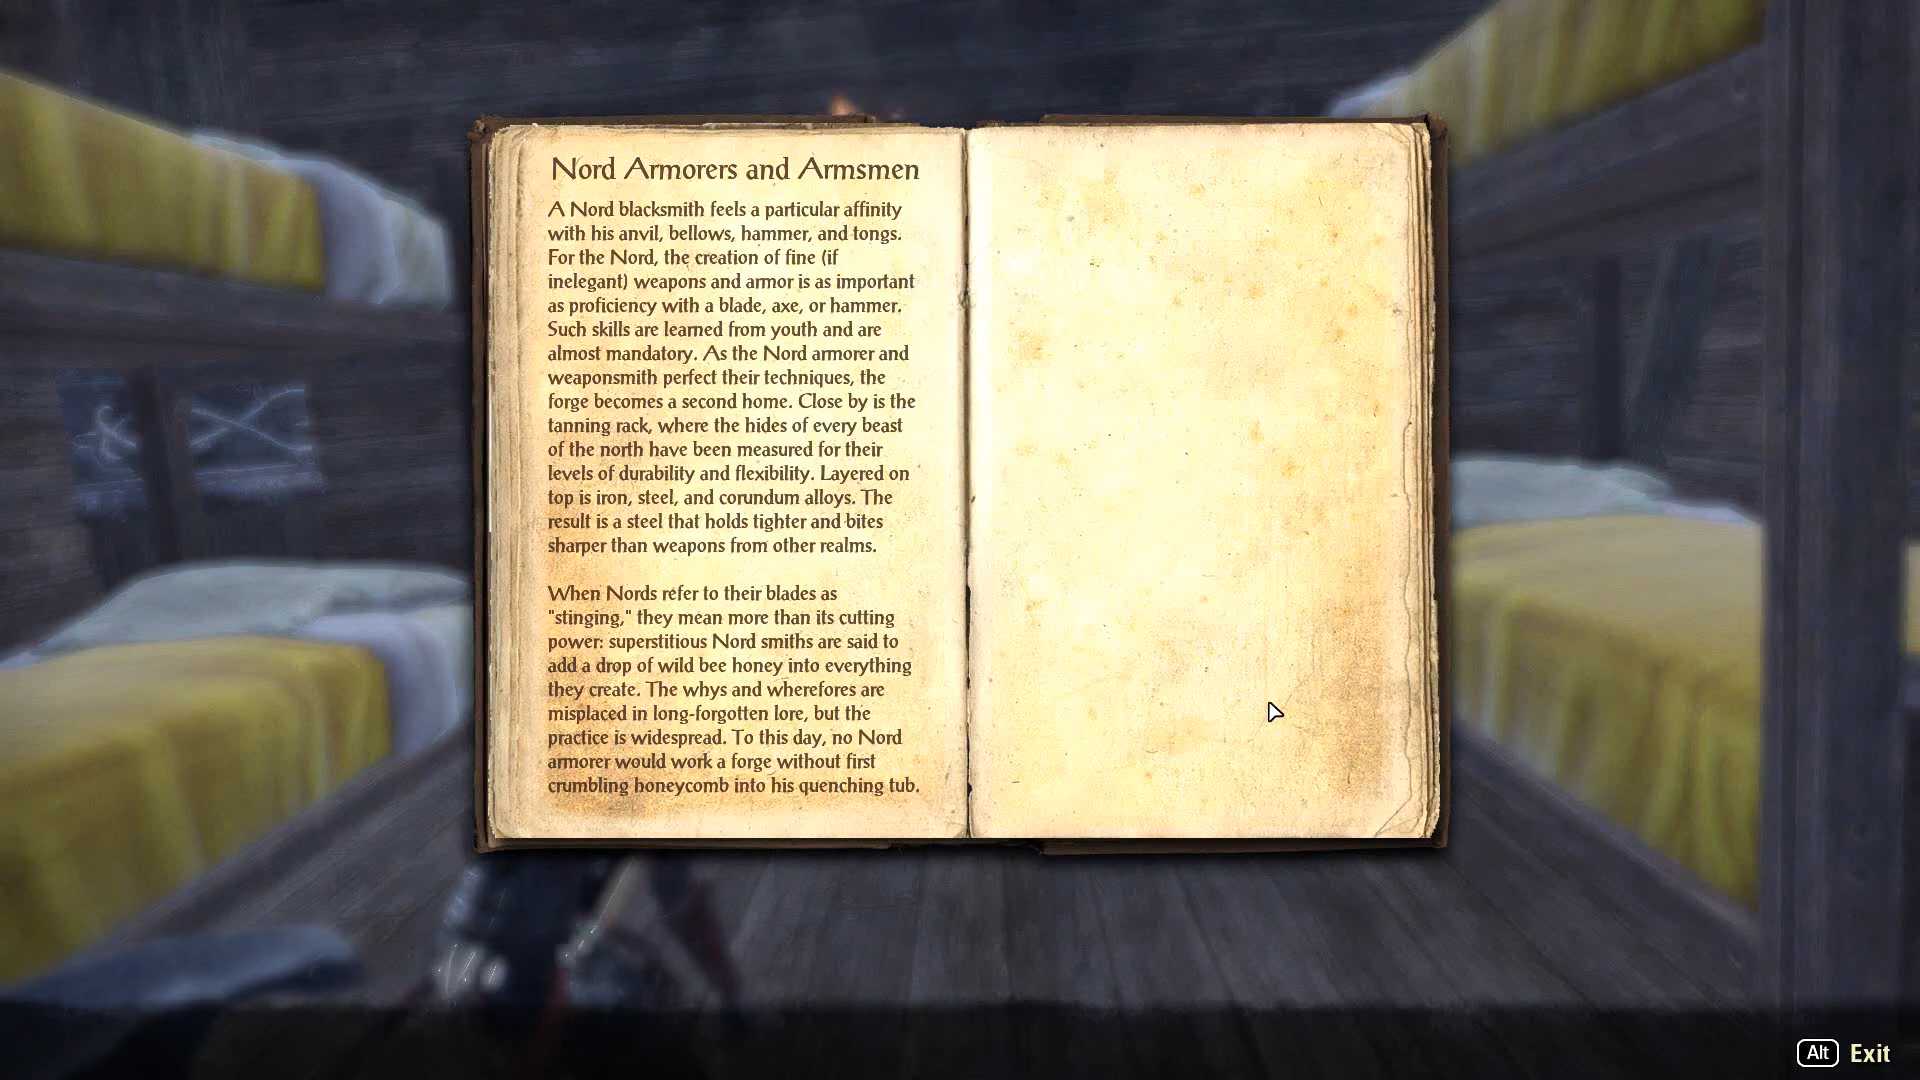 Nord Armorers and Armsmen
A Nord blacksmith feels a particular affinity
with his anvil, bellows, hammer, and tongs.
For the Nord, the creation of fine (if
inelegant) weapons and armor is as important
as proficiency with a blade, axe, or hammer.
Such skills are learned from youth and are
almost mandatory. As the Nord armorer and
weaponsmith perfect their techniques, the
forge becomes a second home. Close by is the
tanning rack, where the hides of every beast
of the north have been measured for their
levels of durability and flexibility. Layered on
top is iron, steel, and corundum alloys. The
result is a steel that holds tighter and bites
sharper than weapons from other realms.
When Nords refer to their blades as
"stinging," they mean more than its cutting
power: superstitious Nord smiths are said to
add a drop of wild bee honey into everything
they create. The whys and wherefores are
misplaced in long-forgotten lore, but the
practice is widespread. To this day, no Nord
armorer would work a forge without first
crumbling honeycomb into his quenching tub.
Alt Exit